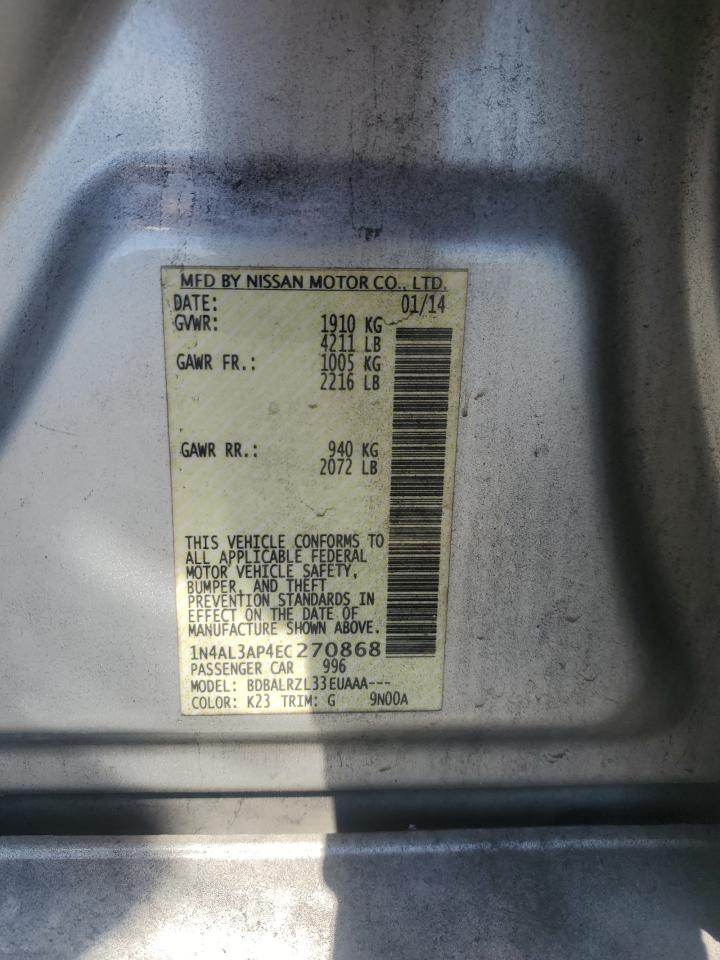 MFD BY NISSAN MOTOR CO., LTD.
DATE: 01/14
GVWR: 1910 KG
4211 LB
GAWR FR.: 1005 KG
2216 LB
GAWR RR.: 940 KG
2072 LB
THIS VEHICLE CONFORMS TO
ALL APPLICABLE FEDERAL
MOTOR VEHICLE SAFETY,
BUMPER, AND THEFT
PREVENTION STANDARDS IN
EFFECT ON THE DATE OF
MANUFACTURE SHOWN ABOVE.
1N4AL3AP4EC270868
PASSENGER CAR 996
MODEL: BDBALRZL33EUAAA---
COLOR: K23 TRIM: G 9N00A